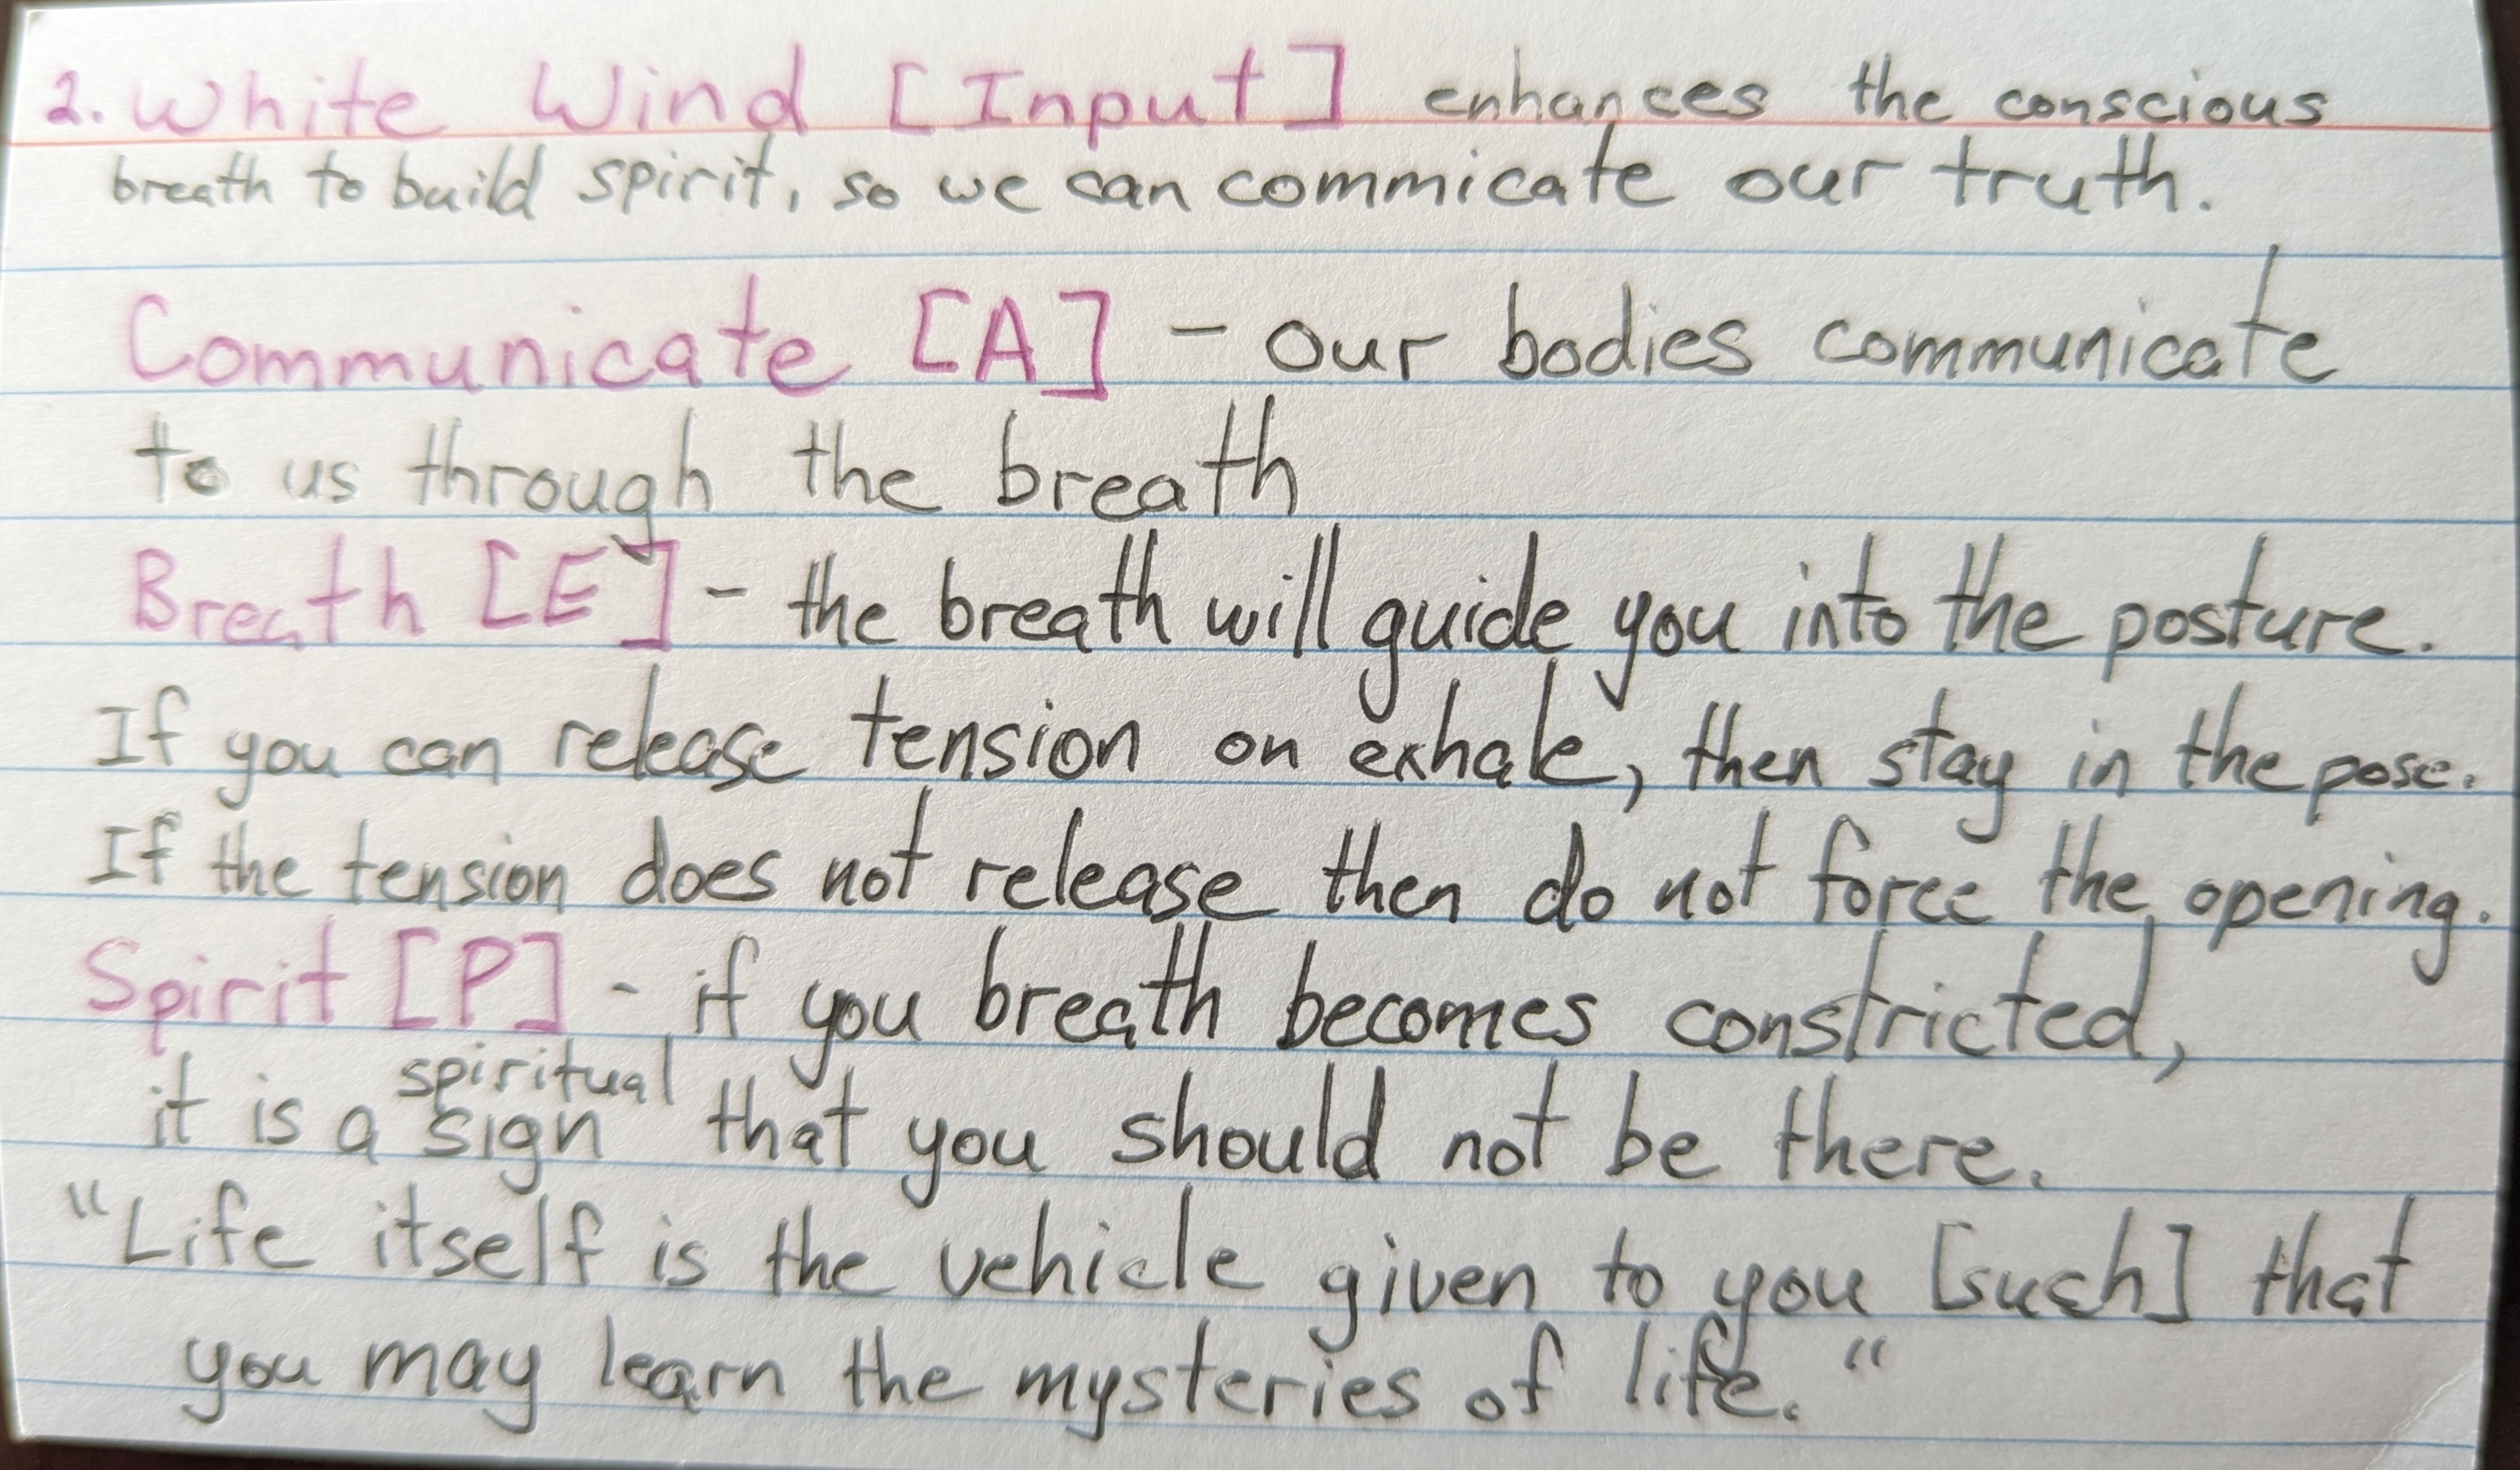 2. White Wind [Input] enhances the conscious
breath to build spirit, so we can commicate our truth.
Communicate [A] - our bodies communicate
to us through the breath
Breath [E] - the breath will guide you into the posture.
If you can release tension on exhale, then stay in the pose.
If the tension does not release then do not force the opening.
Spirit [P] - if you breath becomes constricted,
it is a spiritual sign that you should not be there.
"Life itself is the vehicle given to you [such] that
you may learn the mysteries of life."